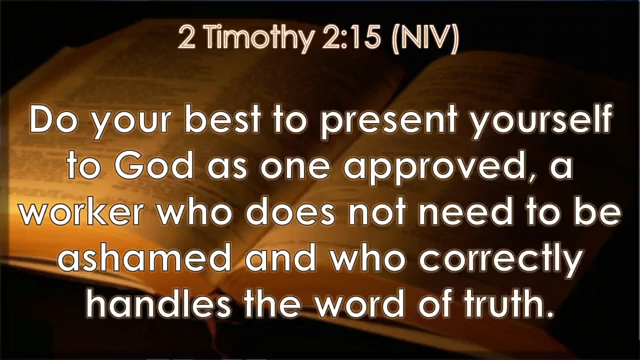 2 Timothy 2:15 (NIV)
Do your best to present yourself
to God as one approved, a
worker who does not need to be
ashamed and who correctly
handles the word of truth.